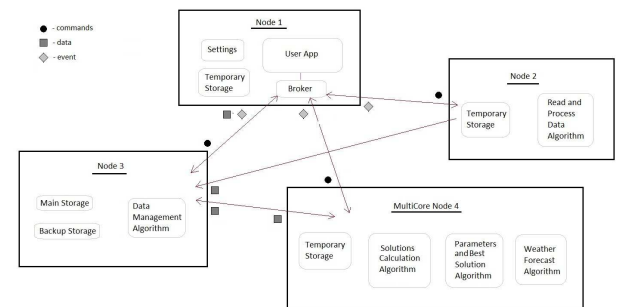 - commands
- data
- event
Node 1
Settings
User App
Temporary
Storage
Broker
Node 2
Temporary
Storage
Read and
Process
Data
Algorithm
Node 3
Main Storage
Backup Storage
Data
Management
Algorithm
MultiCore Node 4
Temporary
Storage
Solutions
Calculation
Algorithm
Parameters
and Best
Solution
Algorithm
Weather
Forecast
Algorithm